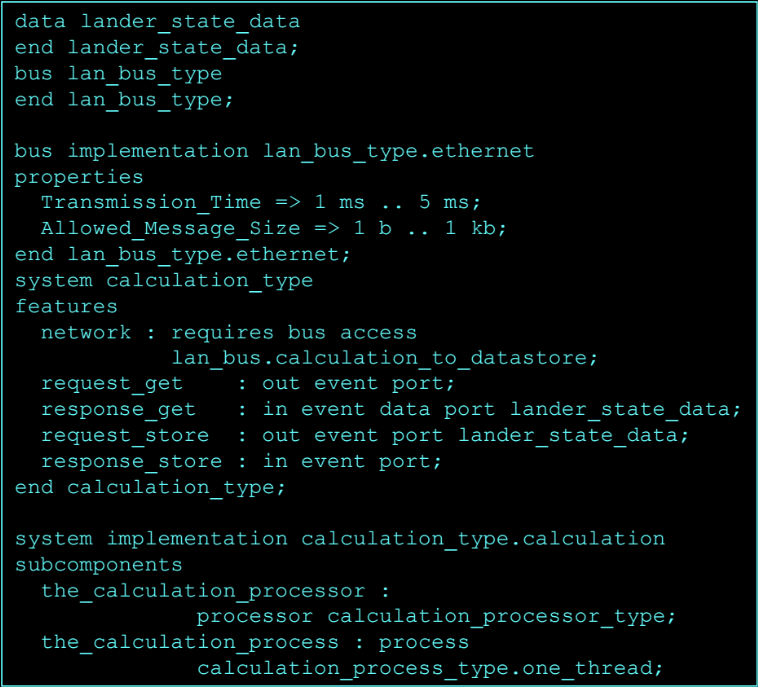 data lander_state_data
end lander_state_data;
bus lan_bus_type
end lan_bus_type;

bus implementation lan_bus_type.ethernet
properties
  Transmission_Time => 1 ms .. 5 ms;
  Allowed_Message_Size => 1 b .. 1 kb;
end lan_bus_type.ethernet;
system calculation_type
features
  network : requires bus access
            lan_bus.calculation_to_datastore;
  request_get    : out event port;
  response_get   : in event data port lander_state_data;
  request_store  : out event port lander_state_data;
  response_store : in event port;
end calculation_type;

system implementation calculation_type.calculation
subcomponents
  the_calculation_processor :
              processor calculation_processor_type;
  the_calculation_process : process
              calculation_process_type.one_thread;